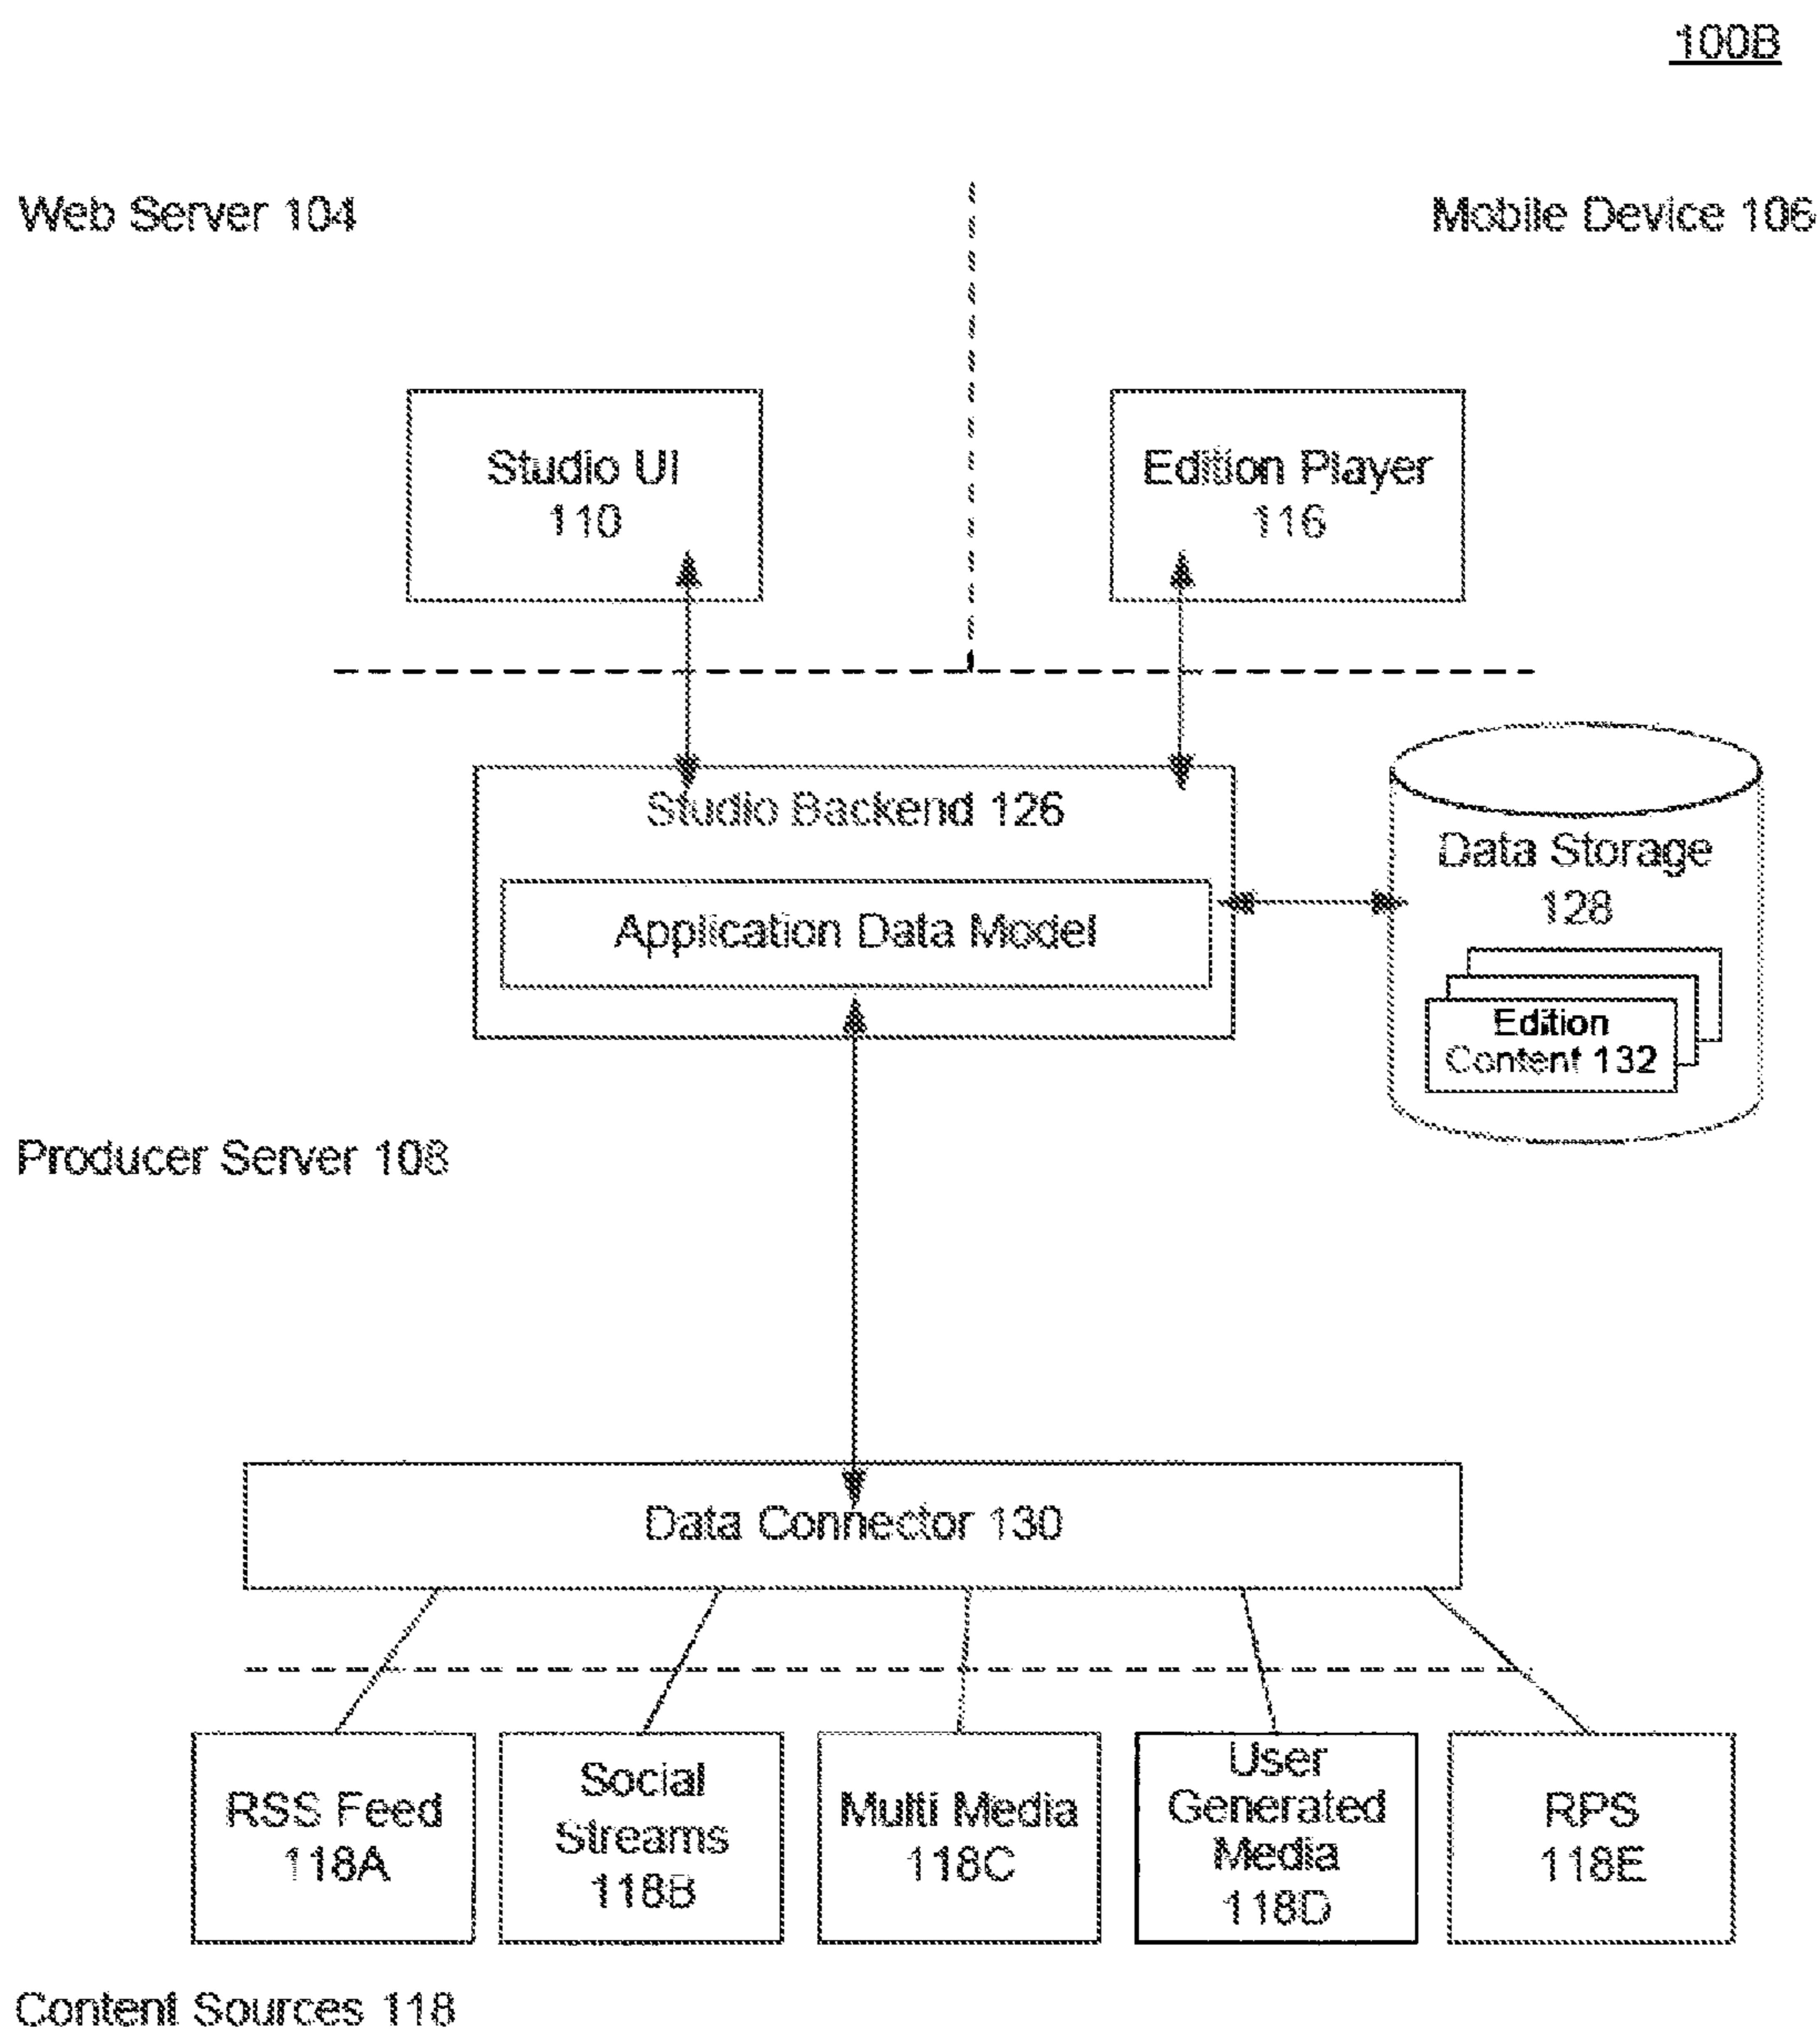 100B
Web Server 104
Mobile Device 106
Studio UI
110
Edition Player
116
Studio Backend 126
Application Data Model
Data Storage
128
Edition
Content 132
Producer Server 108
Data Connector 130
RSS Feed
118A
Social
Streams
118B
Multi Media
118C
User
Generated
Media
118D
RPS
118E
Content Sources 118